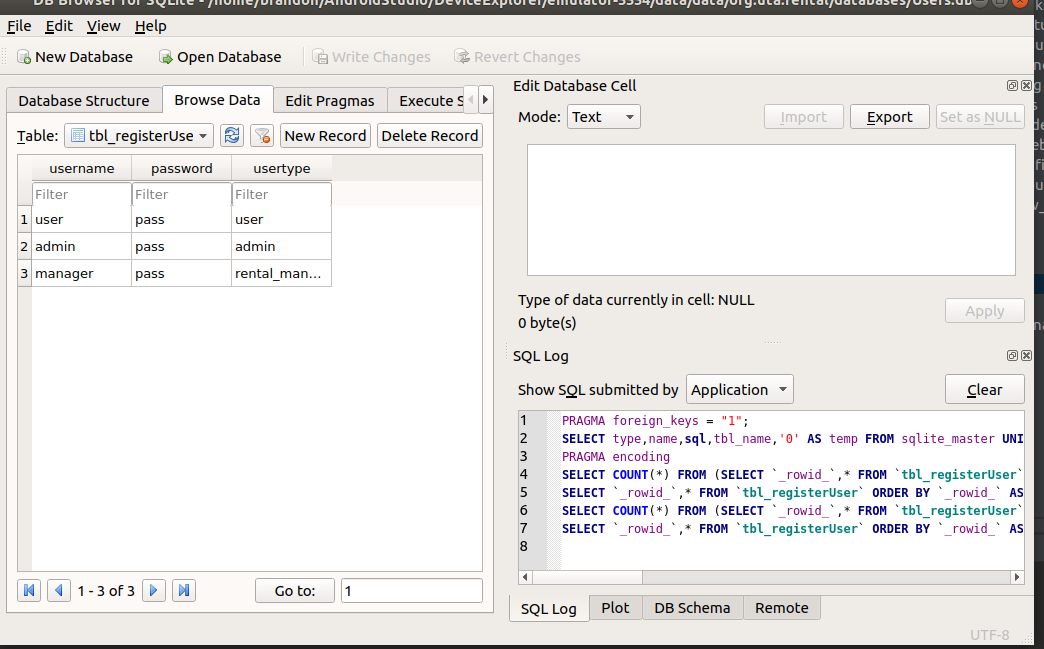 DB Browser for SQLite - /home/brandon/AndroidStudio/DeviceExplorer/emulator-5554/data/data/org.uta.rental/databases/Users.db
File Edit View Help
New Database Open Database Write Changes Revert Changes
Database Structure Browse Data Edit Pragmas Execute S
Table: tbl_registerUse New Record Delete Record
username password usertype
Filter Filter Filter
1 user pass user
2 admin pass admin
3 manager pass rental_man...
1 - 3 of 3 Go to: 1
Edit Database Cell
Mode: Text Import Export Set as NULL
Type of data currently in cell: NULL
0 byte(s)
Apply
SQL Log
Show SQL submitted by Application Clear
1 PRAGMA foreign_keys = "1";
2 SELECT type,name,sql,tbl_name,'0' AS temp FROM sqlite_master UNI
3 PRAGMA encoding
4 SELECT COUNT(*) FROM (SELECT `_rowid_`,* FROM `tbl_registerUser`
5 SELECT `_rowid_`,* FROM `tbl_registerUser` ORDER BY `_rowid_` AS
6 SELECT COUNT(*) FROM (SELECT `_rowid_`,* FROM `tbl_registerUser`
7 SELECT `_rowid_`,* FROM `tbl_registerUser` ORDER BY `_rowid_` AS
8
SQL Log Plot DB Schema Remote
UTF-8